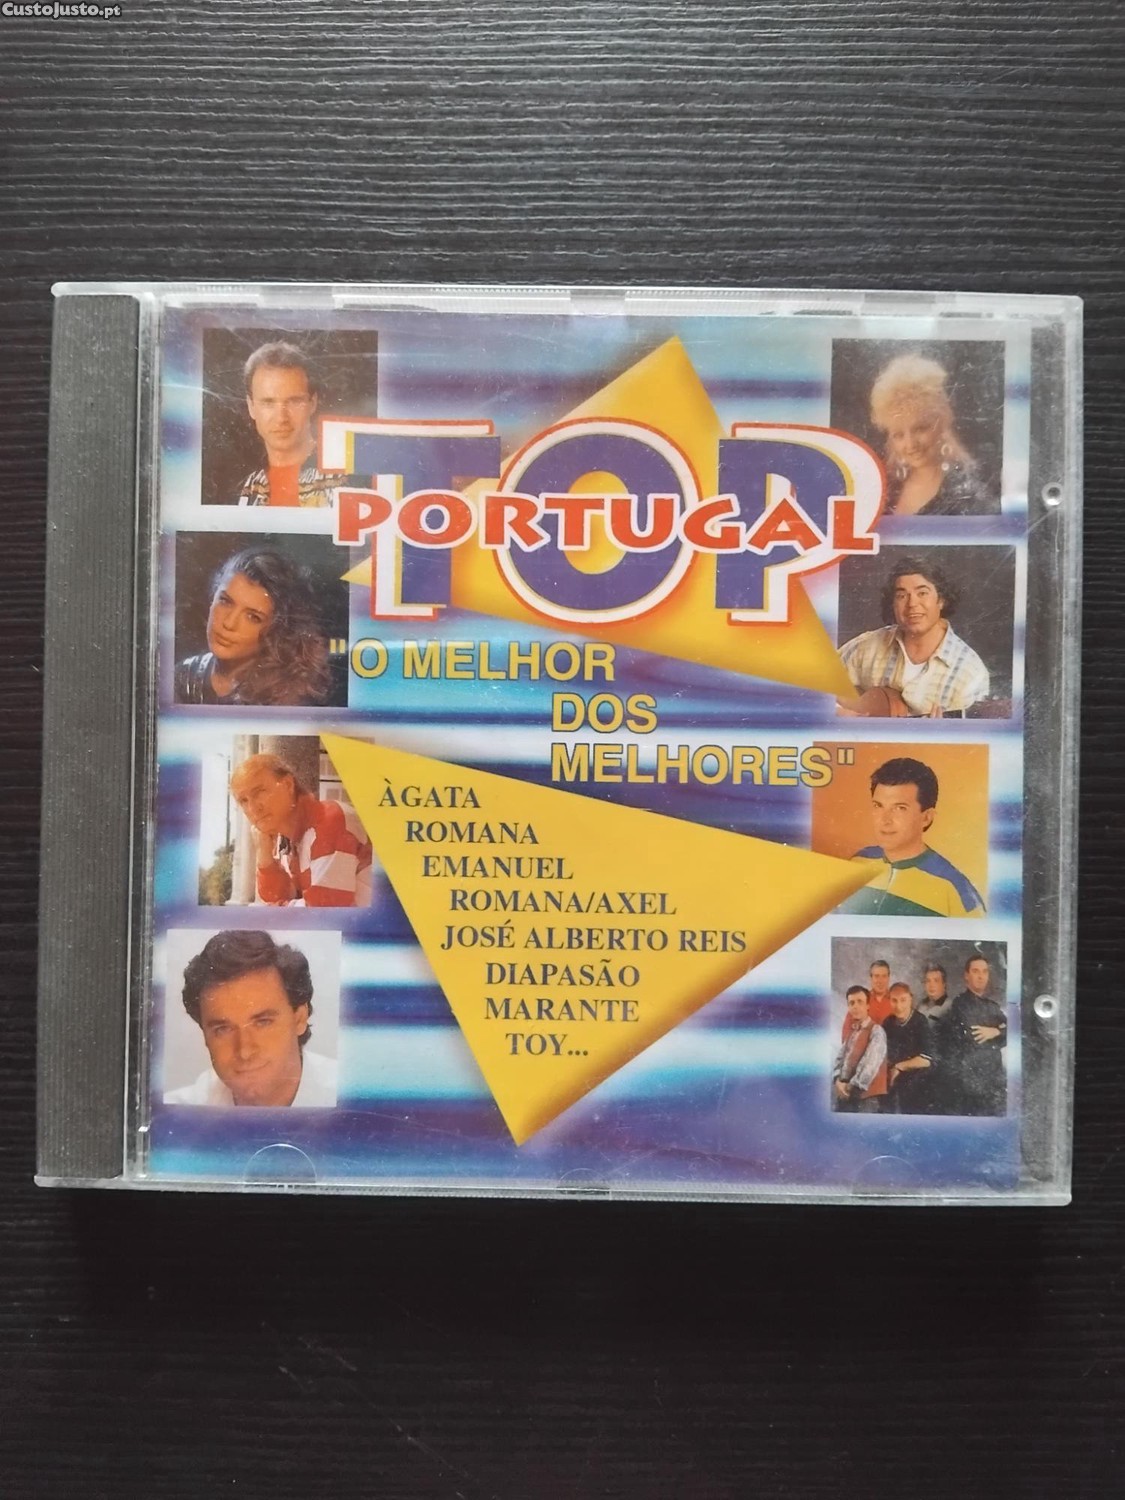 CustoJusto.pt
TOP
PORTUGAL
"O MELHOR
DOS
MELHORES"
ÀGATA
ROMANA
EMANUEL
ROMANA/AXEL
JOSÉ ALBERTO REIS
DIAPASÃO
MARANTE
TOY...